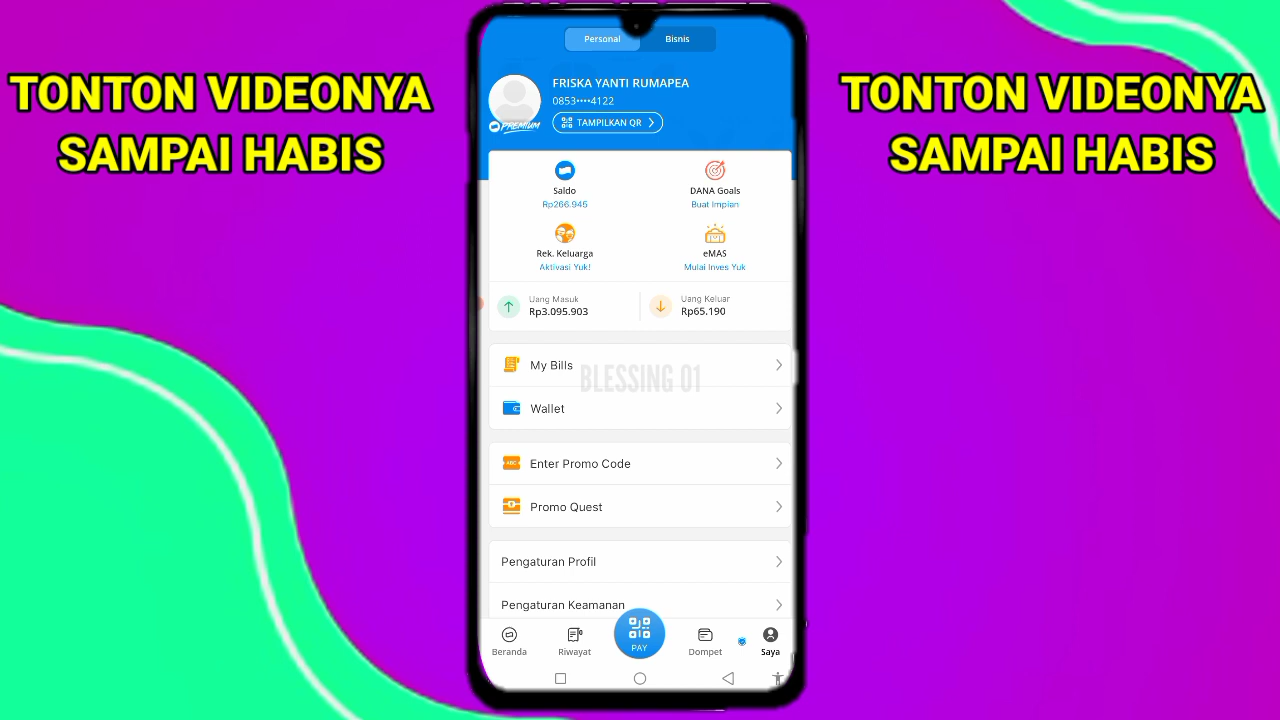 TONTON VIDEONYA
SAMPAI HABIS
Personal
Bisnis
FRISKA YANTI RUMAPEA
0853••••4122
PREMIUM
TAMPILKAN QR
Saldo
Rp266.945
DANA Goals
Buat Impian
Rek. Keluarga
Aktivasi Yuk!
eMAS
Mulai Inves Yuk
Uang Masuk
Rp3.095.903
Uang Keluar
Rp65.190
My Bills
BLESSING 01
Wallet
ABC
Enter Promo Code
Promo Quest
Pengaturan Profil
Pengaturan Keamanan
Beranda
Riwayat
PAY
Dompet
Saya
TONTON VIDEONYA
SAMPAI HABIS